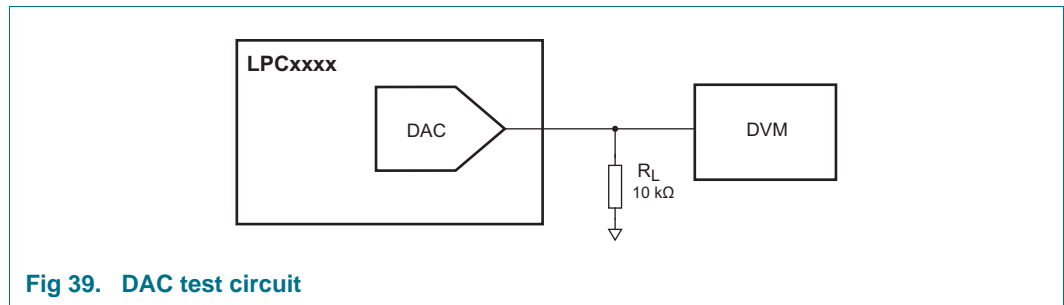 LPCxxxx
DAC
DVM
RL
10 kΩ
Fig 39. DAC test circuit